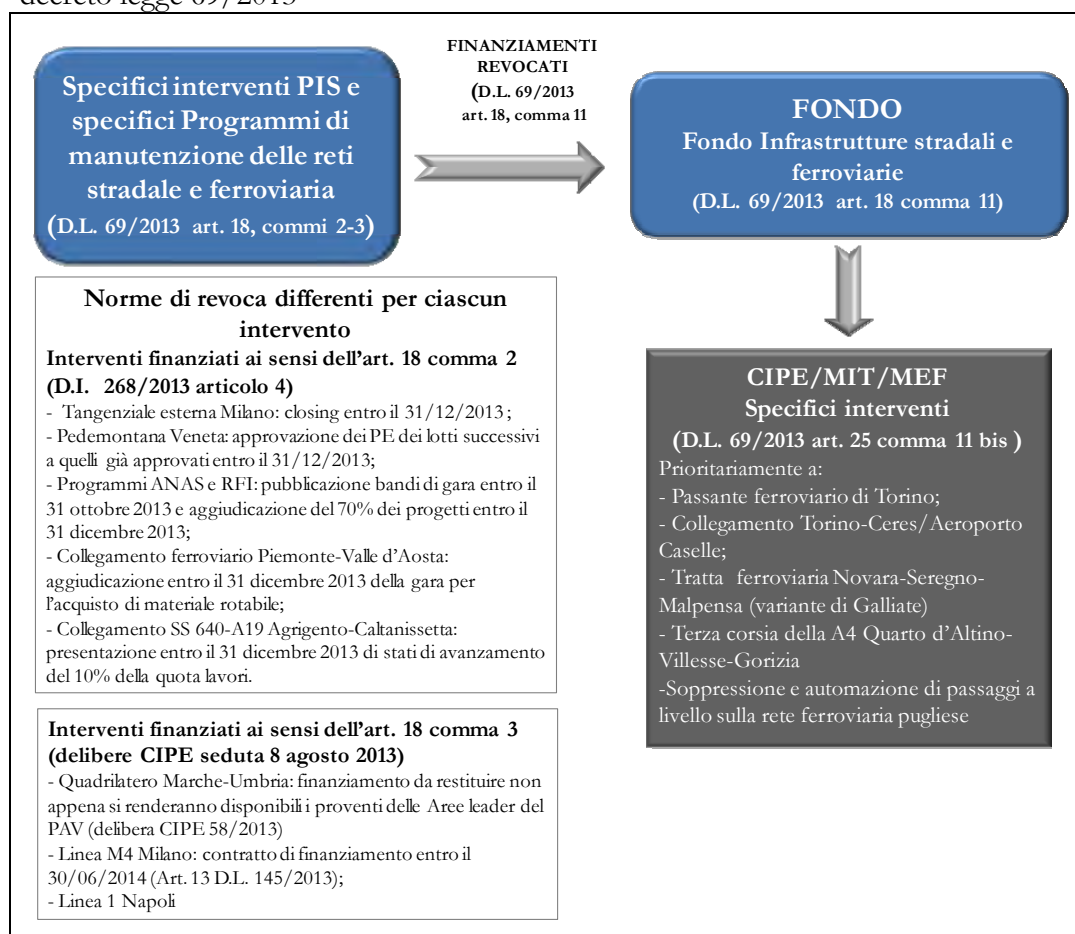 decreto legge 69/2013
Specifici interventi PIS e
specifici Programmi di
manutenzione delle reti
stradale e ferroviaria
(D.L. 69/2013 art. 18, commi 2-3)
FINANZIAMENTI
REVOCATI
(D.L. 69/2013
art. 18, comma 11
FONDO
Fondo Infrastrutture stradali e
ferroviarie
(D.L. 69/2013 art. 18 comma 11)
Norme di revoca differenti per ciascun
intervento
Interventi finanziati ai sensi dell'art. 18 comma 2
(D.I. 268/2013 articolo 4)
- Tangenziale esterna Milano: closing entro il 31/12/2013;
- Pedemontana Veneta: approvazione dei PE dei lotti successivi
a quelli già approvati entro il 31/12/2013;
- Programmi ANAS e RFI: pubblicazione bandi di gara entro il
31 ottobre 2013 e aggiudicazione del 70% dei progetti entro il
31 dicembre 2013;
- Collegamento ferroviario Piemonte-Valle d'Aosta:
aggiudicazione entro il 31 dicembre 2013 della gara per
l'acquisto di materiale rotabile;
- Collegamento SS 640-A19 Agrigento-Caltanissetta:
presentazione entro il 31 dicembre 2013 di stati di avanzamento
del 10% della quota lavori.
Interventi finanziati ai sensi dell'art. 18 comma 3
(delibere CIPE seduta 8 agosto 2013)
- Quadrilatero Marche-Umbria: finanziamento da restituire non
appena si renderanno disponibili i proventi delle Aree leader del
PAV (delibera CIPE 58/2013)
- Linea M4 Milano: contratto di finanziamento entro il
30/06/2014 (Art. 13 D.L. 145/2013);
- Linea 1 Napoli
CIPE/MIT/MEF
Specifici interventi
(D.L. 69/2013 art. 25 comma 11 bis )
Prioritariamente a:
- Passante ferroviario di Torino;
- Collegamento Torino-Ceres/Aeroporto
Caselle;
- Tratta ferroviaria Novara-Seregno-
Malpensa (variante di Galliate)
- Terza corsia della A4 Quarto d'Altino-
Villesse-Gorizia
-Soppressione e automazione di passaggi a
livello sulla rete ferroviaria pugliese